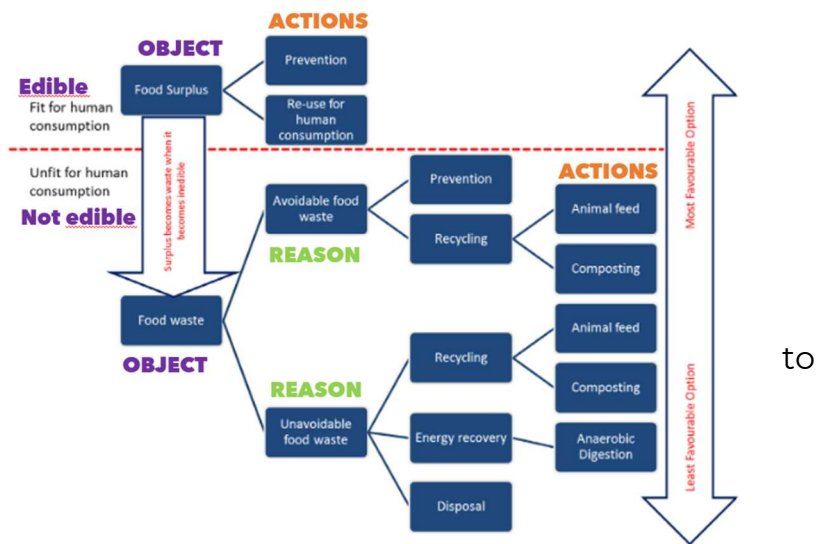 ACTIONS
OBJECT
Prevention
Edible
Food Surplus
Fit for human
consumption
Re-use for
human
consumption
Surplus becomes waste when it
becomes inedible
Unfit for human
consumption
Not edible
ACTIONS
Prevention
Avoidable food
waste
Animal feed
Recycling
REASON
Composting
Food waste
OBJECT
Animal feed
Recycling
REASON
Composting
Unavoidable
food waste
Energy recovery
Anaerobic
Digestion
Disposal
Most Favourable Option
Least Favourable Option
to